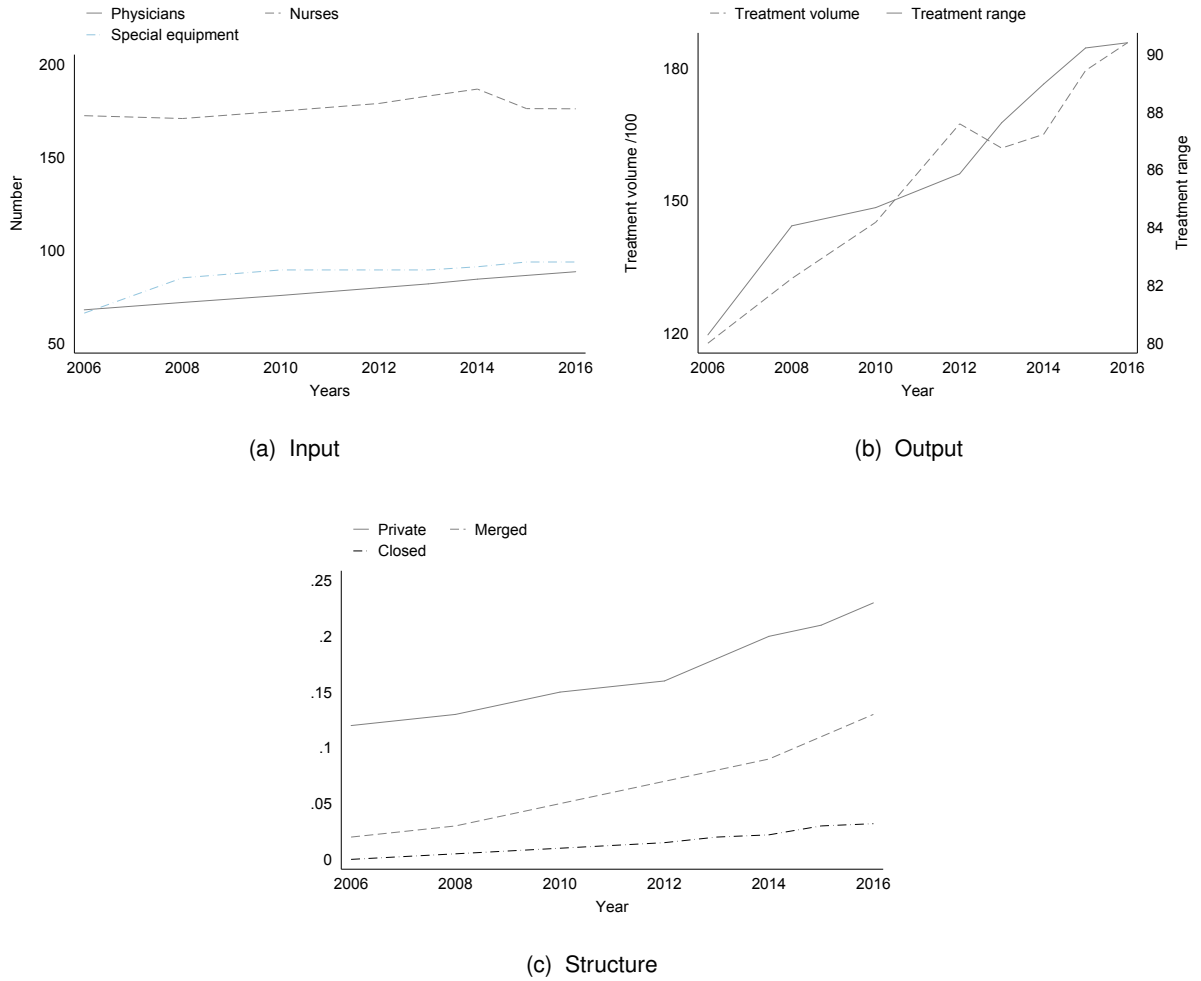 Physicians Nurses
Special equipment
200
150
100
50
Number
2006 2008 2010 2012 2014 2016
Years
(a) Input
Treatment volume Treatment range
180
150
120
Treatment volume /100
90
88
86
84
82
80
Treatment range
2006 2008 2010 2012 2014 2016
Year
(b) Output
Private Merged
Closed
.25
.2
.15
.1
.05
0
2006 2008 2010 2012 2014 2016
Year
(c) Structure